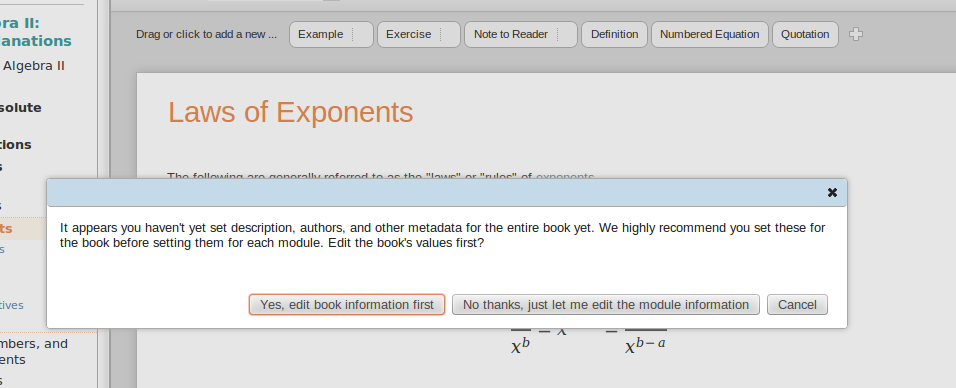 ra II:
anations
Algebra II
solute
tions
s
s
ts
s
tives
mbers, and
ents
s
Drag or click to add a new ...
Example
Exercise
Note to Reader
Definition
Numbered Equation
Quotation
Laws of Exponents
The following are generally referred to as the "laws" or "rules" of exponents
It appears you haven't yet set description, authors, and other metadata for the entire book yet. We highly recommend you set these for
the book before setting them for each module. Edit the book's values first?
Yes, edit book information first
No thanks, just let me edit the module information
Cancel
x^b = x = x^{b-a}